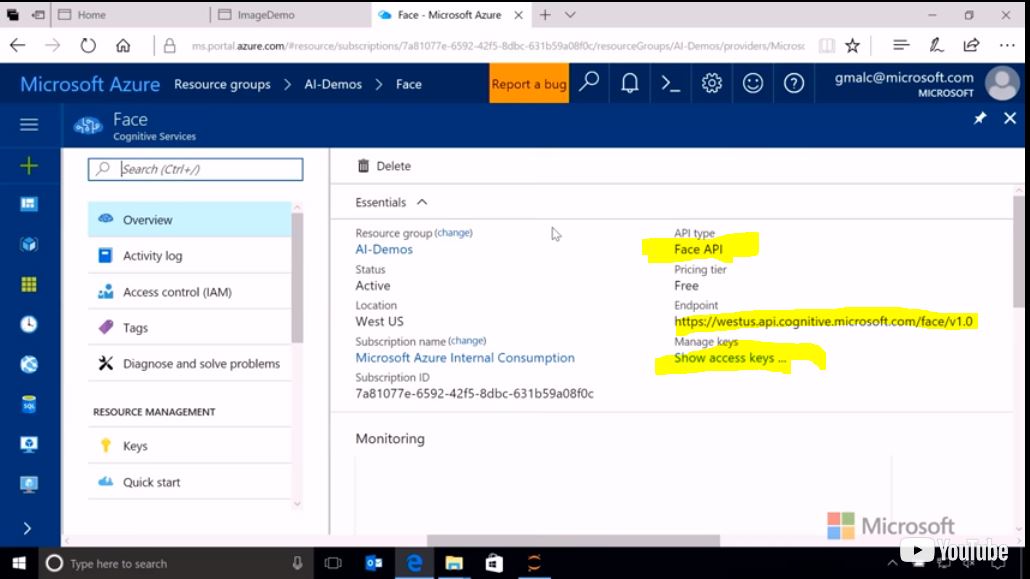 Home
ImageDemo
Face - Microsoft Azure
ms.portal.azure.com/#resource/subscriptions/7a81077e-6592-42f5-8dbc-631b59a08f0c/resourceGroups/AI-Demos/providers/Microsc
Microsoft Azure
Resource groups > AI-Demos > Face
Report a bug
gmalc@microsoft.com
MICROSOFT
Face
Cognitive Services
Search (Ctrl+/)
Overview
Activity log
Access control (IAM)
Tags
Diagnose and solve problems
RESOURCE MANAGEMENT
Keys
Quick start
Delete
Essentials
Resource group (change)
AI-Demos
Status
Active
Location
West US
Subscription name (change)
Microsoft Azure Internal Consumption
Subscription ID
7a81077e-6592-42f5-8dbc-631b59a08f0c
API type
Face API
Pricing tier
Free
Endpoint
https://westus.api.cognitive.microsoft.com/face/v1.0
Manage keys
Show access keys ...
Monitoring
Microsoft
YouTube
Type here to search